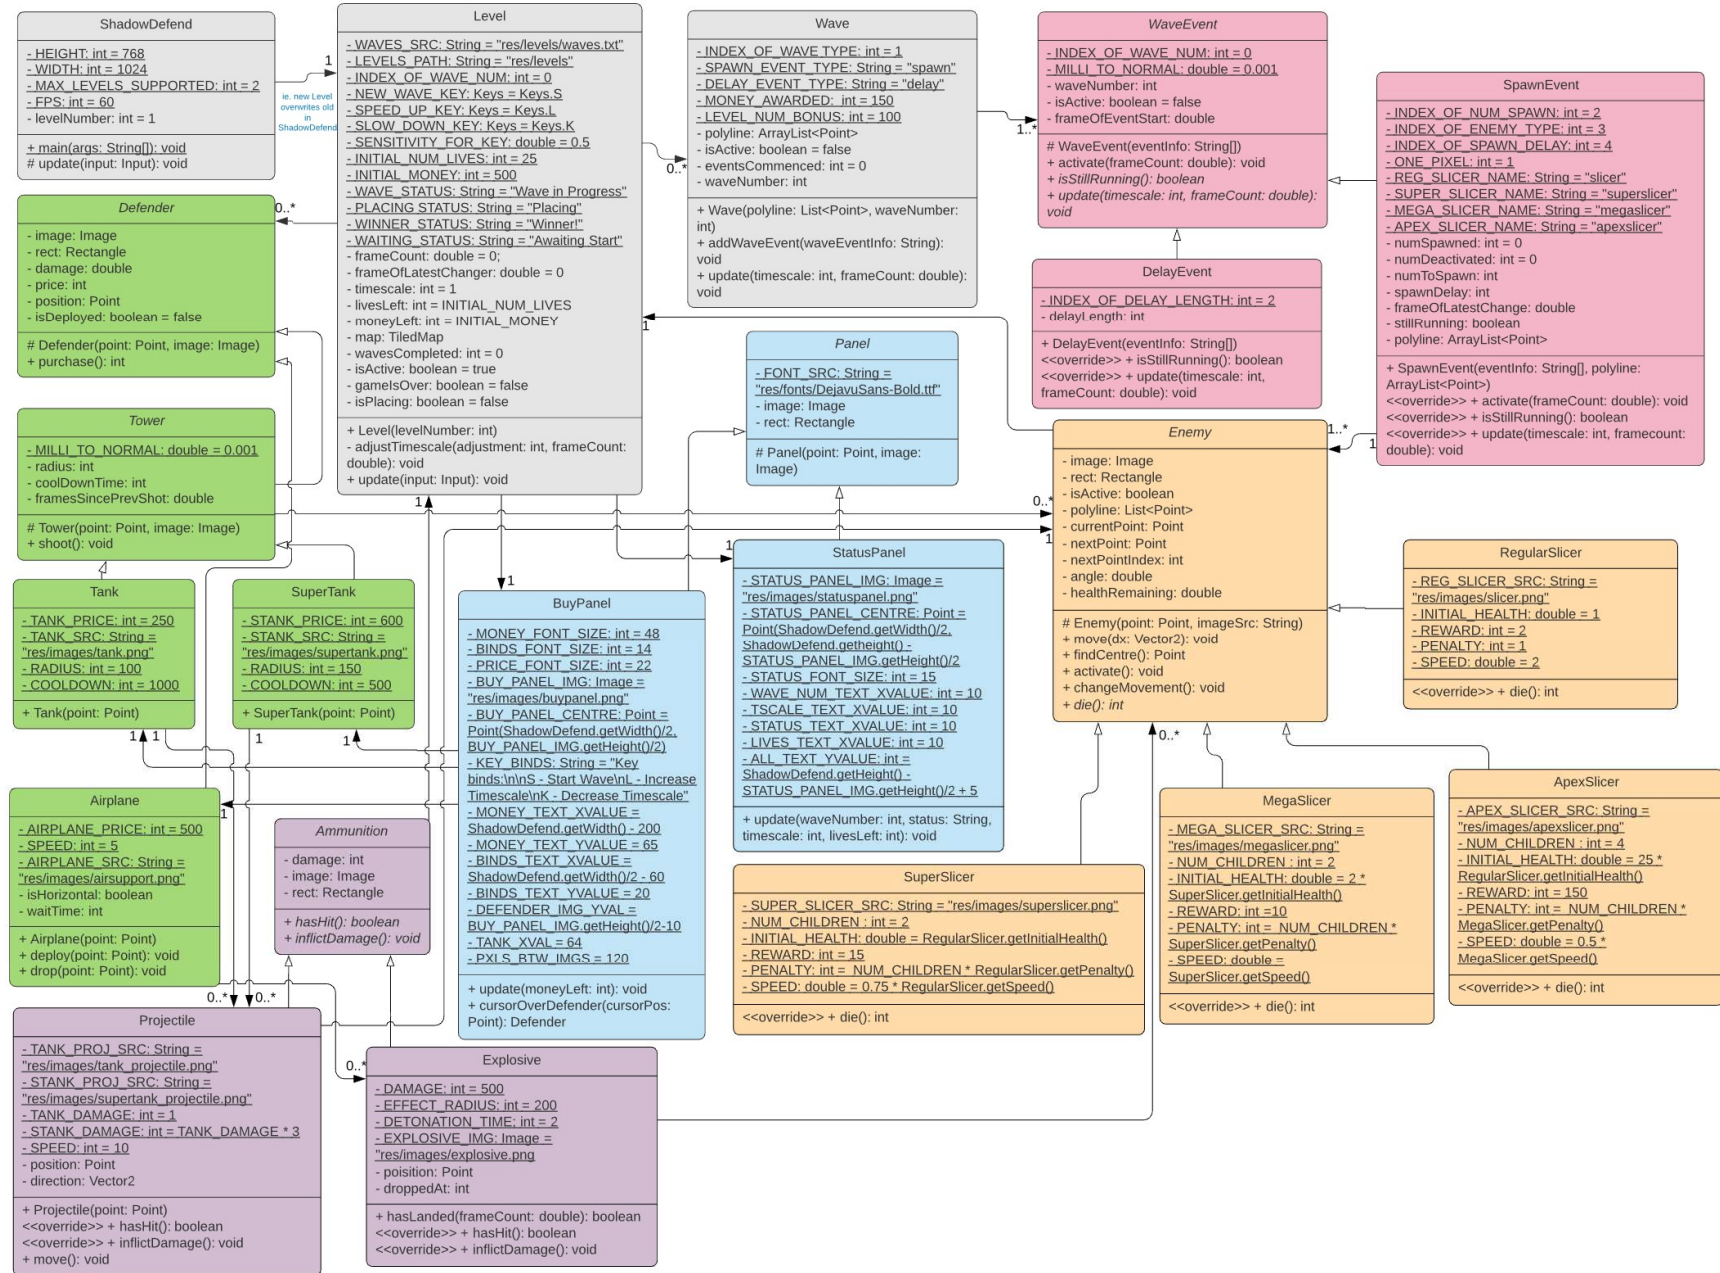 ShadowDefend
- HEIGHT: int = 768
- WIDTH: int = 1024
- MAX_LEVELS_SUPPORTED: int = 2
- FPS: int = 60
- levelNumber: int = 1
+ main(args: String[]): void
# update(input: Input): void
1
ie. new Level
overwrites old
in
ShadowDefend
Level
- WAVES_SRC: String = "res/levels/waves.txt"
- LEVELS_PATH: String = "res/levels"
- INDEX_OF_WAVE_NUM: int = 0
- NEW_WAVE_KEY: Keys = Keys.S
- SPEED_UP_KEY: Keys = Keys.L
- SLOW_DOWN_KEY: Keys = Keys.K
- SENSITIVITY_FOR_KEY: double = 0.5
- INITIAL_NUM_LIVES: int = 25
- INITIAL_MONEY: int = 500
- WAVE_STATUS: String = "Wave in Progress"
- PLACING_STATUS: String = "Placing"
- WINNER_STATUS: String = "Winner!"
- WAITING_STATUS: String = "Awaiting Start"
- frameCount: double = 0;
- frameOfLatestChanger: double = 0
- timescale: int = 1
- livesLeft: int = INITIAL_NUM_LIVES
- moneyLeft: int = INITIAL_MONEY
- map: TiledMap
- wavesCompleted: int = 0
- isActive: boolean = true
- gameIsOver: boolean = false
- isPlacing: boolean = false
+ Level(levelNumber: int)
- adjustTimescale(adjustment: int, frameCount:
double): void
+ update(input: Input): void
0..*
Wave
- INDEX_OF_WAVE_TYPE: int = 1
- SPAWN_EVENT_TYPE: String = "spawn"
- DELAY_EVENT_TYPE: String = "delay"
- MONEY_AWARDED:  int = 150
- LEVEL_NUM_BONUS: int = 100
- polyline: ArrayList<Point>
- isActive: boolean = false
- eventsCommenced: int = 0
- waveNumber: int
+ Wave(polyline: List<Point>, waveNumber:
int)
+ addWaveEvent(waveEventInfo: String):
void
+ update(timescale: int, frameCount: double):
void
1..*
WaveEvent
- INDEX_OF_WAVE_NUM: int = 0
- MILLI_TO_NORMAL: double = 0.001
- waveNumber: int
- isActive: boolean = false
- frameOfEventStart: double
# WaveEvent(eventInfo: String[])
+ activate(frameCount: double): void
+ isStillRunning(): boolean
+ update(timescale: int, frameCount: double):
void
SpawnEvent
- INDEX_OF_NUM_SPAWN: int = 2
- INDEX_OF_ENEMY_TYPE: int = 3
- INDEX_OF_SPAWN_DELAY: int = 4
- ONE_PIXEL: int = 1
- REG_SLICER_NAME: String = "slicer"
- SUPER_SLICER_NAME: String = "superslicer"
- MEGA_SLICER_NAME: String = "megaslicer"
- APEX_SLICER_NAME: String = "apexslicer"
- numSpawned: int = 0
- numDeactivated: int = 0
- numToSpawn: int
- spawnDelay: int
- frameOfLatestChange: double
- stillRunning: boolean
- polyline: ArrayList<Point>
+ SpawnEvent(eventInfo: String[], polyline:
ArrayList<Point>)
<<override>> + activate(frameCount: double): void
<<override>> + isStillRunning(): boolean
<<override>> + update(timescale: int, framecount:
double): void
DelayEvent
- INDEX_OF_DELAY_LENGTH: int = 2
- delayLength: int
+ DelayEvent(eventInfo: String[])
<<override>> + isStillRunning(): boolean
<<override>> + update(timescale: int,
frameCount: double): void
Defender
- image: Image
- rect: Rectangle
- damage: double
- price: int
- position: Point
- isDeployed: boolean = false
# Defender(point: Point, image: Image)
+ purchase(): int
0..*
Tower
- MILLI_TO_NORMAL: double = 0.001
- radius: int
- coolDownTime: int
- framesSincePrevShot: double
# Tower(point: Point, image: Image)
+ shoot(): void
Panel
- FONT_SRC: String =
"res/fonts/DejavuSans-Bold.ttf"
- image: Image
- rect: Rectangle
# Panel(point: Point, image:
Image)
1
Enemy
- image: Image
- rect: Rectangle
- isActive: boolean
- polyline: List<Point>
- currentPoint: Point
- nextPoint: Point
- nextPointIndex: int
- angle: double
- healthRemaining: double
# Enemy(point: Point, imageSrc: String)
+ move(dx: Vector2): void
+ findCentre(): Point
+ activate(): void
+ changeMovement(): void
+ die(): int
1..*
1
0..*
1
0..*
RegularSlicer
- REG_SLICER_SRC: String =
"res/images/slicer.png"
- INITIAL_HEALTH: double = 1
- REWARD: int = 2
- PENALTY: int = 1
- SPEED: double = 2
<<override>> + die(): int
Tank
- TANK_PRICE: int = 250
- TANK_SRC: String =
"res/images/tank.png"
- RADIUS: int = 100
- COOLDOWN: int = 1000
+ Tank(point: Point)
1
1
SuperTank
- STANK_PRICE: int = 600
- STANK_SRC: String =
"res/images/supertank.png"
- RADIUS: int = 150
- COOLDOWN: int = 500
+ SuperTank(point: Point)
1
1
1
1
BuyPanel
- MONEY_FONT_SIZE: int = 48
- BINDS_FONT_SIZE: int = 14
- PRICE_FONT_SIZE: int = 22
- BUY_PANEL_IMG: Image =
"res/images/buypanel.png"
- BUY_PANEL_CENTRE: Point =
Point(ShadowDefend.getWidth()/2,
BUY_PANEL_IMG.getHeight()/2)
- KEY_BINDS: String = "Key
binds:\n\nS - Start Wave\nL - Increase
Timescale\nK - Decrease Timescale"
- MONEY_TEXT_XVALUE =
ShadowDefend.getWidth() - 200
- MONEY_TEXT_YVALUE = 65
- BINDS_TEXT_XVALUE =
ShadowDefend.getWidth()/2 - 60
- BINDS_TEXT_YVALUE = 20
- DEFENDER_IMG_YVAL =
BUY_PANEL_IMG.getHeight()/2-10
- TANK_XVAL = 64
- PXLS_BTW_IMGS = 120
+ update(moneyLeft: int): void
+ cursorOverDefender(cursorPos:
Point): Defender
1
StatusPanel
- STATUS_PANEL_IMG: Image =
"res/images/statuspanel.png"
- STATUS_PANEL_CENTRE: Point =
Point(ShadowDefend.getWidth()/2,
ShadowDefend.getheight() -
STATUS_PANEL_IMG.getHeight()/2
- STATUS_FONT_SIZE: int = 15
- WAVE_NUM_TEXT_XVALUE: int = 10
- TSCALE_TEXT_XVALUE: int = 10
- STATUS_TEXT_XVALUE: int = 10
- LIVES_TEXT_XVALUE: int = 10
- ALL_TEXT_YVALUE: int =
ShadowDefend.getHeight() -
STATUS_PANEL_IMG.getHeight()/2 + 5
+ update(waveNumber: int, status: String,
timescale: int, livesLeft: int): void
Airplane
- AIRPLANE_PRICE: int = 500
- SPEED: int = 5
- AIRPLANE_SRC: String =
"res/images/airsupport.png"
- isHorizontal: boolean
- waitTime: int
+ Airplane(point: Point)
+ deploy(point: Point): void
+ drop(point: Point): void
1
Ammunition
- damage: int
- image: Image
- rect: Rectangle
+ hasHit(): boolean
+ inflictDamage(): void
SuperSlicer
- SUPER_SLICER_SRC: String = "res/images/superslicer.png"
- NUM_CHILDREN : int = 2
- INITIAL_HEALTH: double = RegularSlicer.getInitialHealth()
- REWARD: int = 15
- PENALTY: int =  NUM_CHILDREN * RegularSlicer.getPenalty()
- SPEED: double = 0.75 * RegularSlicer.getSpeed()
<<override>> + die(): int
MegaSlicer
- MEGA_SLICER_SRC: String =
"res/images/megaslicer.png"
- NUM_CHILDREN : int = 2
- INITIAL_HEALTH: double = 2 *
SuperSlicer.getInitialHealth()
- REWARD: int =10
- PENALTY: int =  NUM_CHILDREN *
SuperSlicer.getPenalty()
- SPEED: double =
SuperSlicer.getSpeed()
<<override>> + die(): int
ApexSlicer
- APEX_SLICER_SRC: String =
"res/images/apexslicer.png"
- NUM_CHILDREN : int = 4
- INITIAL_HEALTH: double = 25 *
RegularSlicer.getInitialHealth()
- REWARD: int = 150
- PENALTY: int =  NUM_CHILDREN *
MegaSlicer.getPenalty()
- SPEED: double = 0.5 *
MegaSlicer.getSpeed()
<<override>> + die(): int
0..*
0..*
Projectile
- TANK_PROJ_SRC: String =
"res/images/tank_projectile.png"
- STANK_PROJ_SRC: String =
"res/images/supertank_projectile.png"
- TANK_DAMAGE: int = 1
- STANK_DAMAGE: int = TANK_DAMAGE * 3
- SPEED: int = 10
- position: Point
- direction: Vector2
+ Projectile(point: Point)
<<override>> + hasHit(): boolean
<<override>> + inflictDamage(): void
+ move(): void
0..*
Explosive
- DAMAGE: int = 500
- EFFECT_RADIUS: int = 200
- DETONATION_TIME; int = 2
- EXPLOSIVE_IMG: Image =
"res/images/explosive.png
- poisition: Point
- droppedAt: int
+ hasLanded(frameCount: double): boolean
<<override>> + hasHit(): boolean
<<override>> + inflictDamage(): void